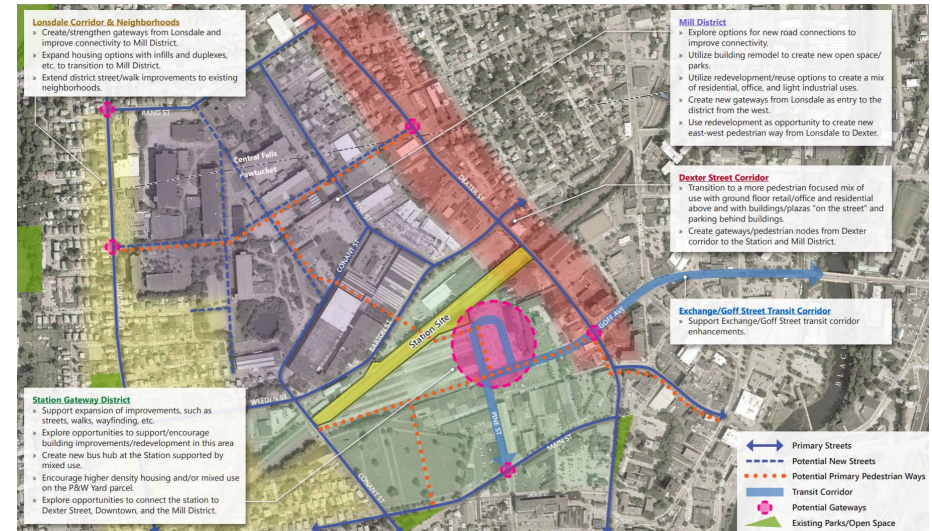 Lonsdale Corridor & Neighborhoods
» Create/strengthen gateways from Lonsdale and
improve connectivity to Mill District.
» Expand housing options with infills and duplexes,
etc. to transition to Mill District.
» Extend district street/walk improvements to existing
neighborhoods.
Mill District
» Explore options for new road connections to
improve connectivity.
» Utilize building remodel to create new open space/
parks.
» Utilize redevelopment/reuse options to create a mix
of residential, office, and light industrial uses.
» Create new gateways from Lonsdale as entry to the
district from the west.
» Use redevelopment as opportunity to create new
east-west pedestrian way from Lonsdale to Dexter.
RAND ST
Central Falls
Pawtucket
DEXTER ST
PINE ST
CONANT ST
Dexter Street Corridor
» Transition to a more pedestrian focused mix of
use with ground floor retail/office and residential
above and with buildings/plazas "on the street" and
parking behind buildings.
» Create gateways/pedestrian nodes from Dexter
corridor to the Station and Mill District.
Exchange/Goff Street Transit Corridor
» Support Exchange/Goff Street transit corridor
enhancements.
GOFF AVE
Station Site
BARTON ST
WEEDEN ST
PINE ST
MAIN ST
CONANT ST
B L A C
Station Gateway District
» Support expansion of improvements, such as
streets, walks, wayfinding, etc.
» Explore opportunities to support/encourage
building improvements/redevelopment in this area
» Create new bus hub at the Station supported by
mixed use.
» Encourage higher density housing and/or mixed use
on the P&W Yard parcel.
» Explore opportunities to connect the station to
Dexter Street, Downtown, and the Mill District.
Primary Streets
Potential New Streets
Potential Primary Pedestrian Ways
Transit Corridor
Potential Gateways
Existing Parks/Open Space